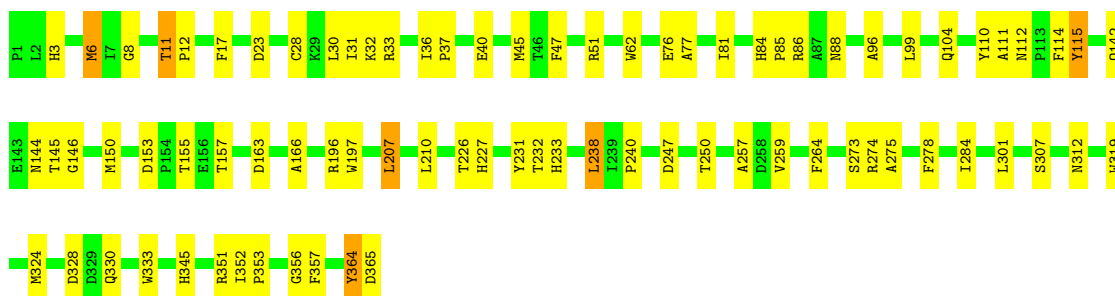 P1 L2 H3 M6 I7 G8 T11 P12 F17 D23 C28 K29 L30 I31 K32 R33 I36 P37 E40 M45 T46 F47 R51 W62 E76 A77 I81 H84 P85 R86 A87 N88 A96 L99 Q104 Y110 A111 N112 P113 F114 Y115
E143 N144 T145 G146 M150 D153 P154 T155 E156 T157 D163 A166 R196 W197 L207 L210 T226 H227 Y231 T232 H233 L238 I239 P240 D247 T250 A257 D258 V259 F264 S273 R274 A275 F278 I284 L301 S307 N312
M324 D328 D329 Q330 W333 H345 R351 I352 P353 G356 F357 Y364 D365